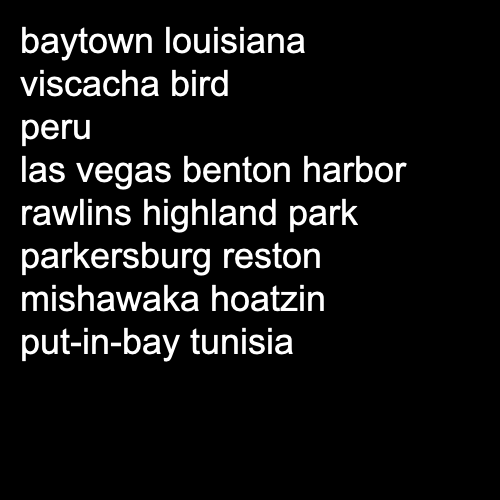 baytown louisiana
viscacha bird
peru
las vegas benton harbor
rawlins highland park
parkersburg reston
mishawaka hoatzin
put-in-bay tunisia